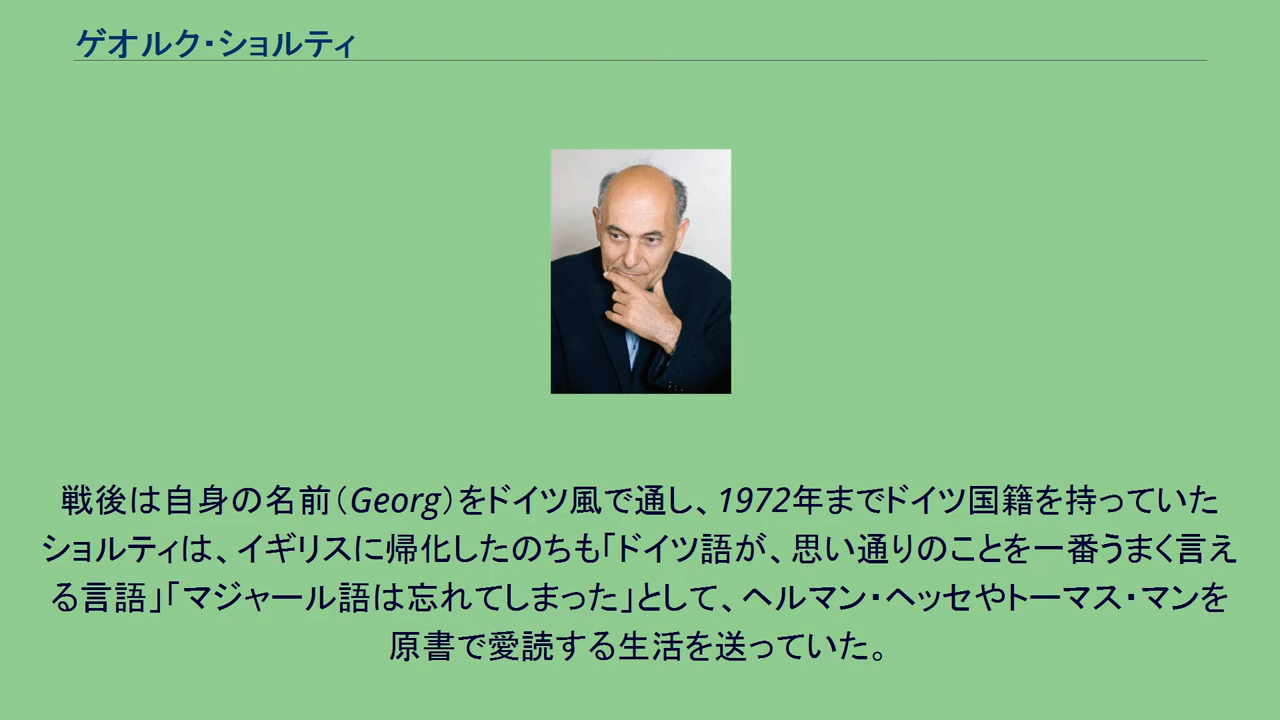 ゲオルク・ショルティ
戦後は自身の名前（Georg）をドイツ風で通し、1972年までドイツ国籍を持っていた
ショルティは、イギリスに帰化したのちも「ドイツ語が、思い通りのことを一番うまく言え
る言語」「マジャール語は忘れてしまった」として、ヘルマン・ヘッセやトーマス・マンを
原書で愛読する生活を送っていた。